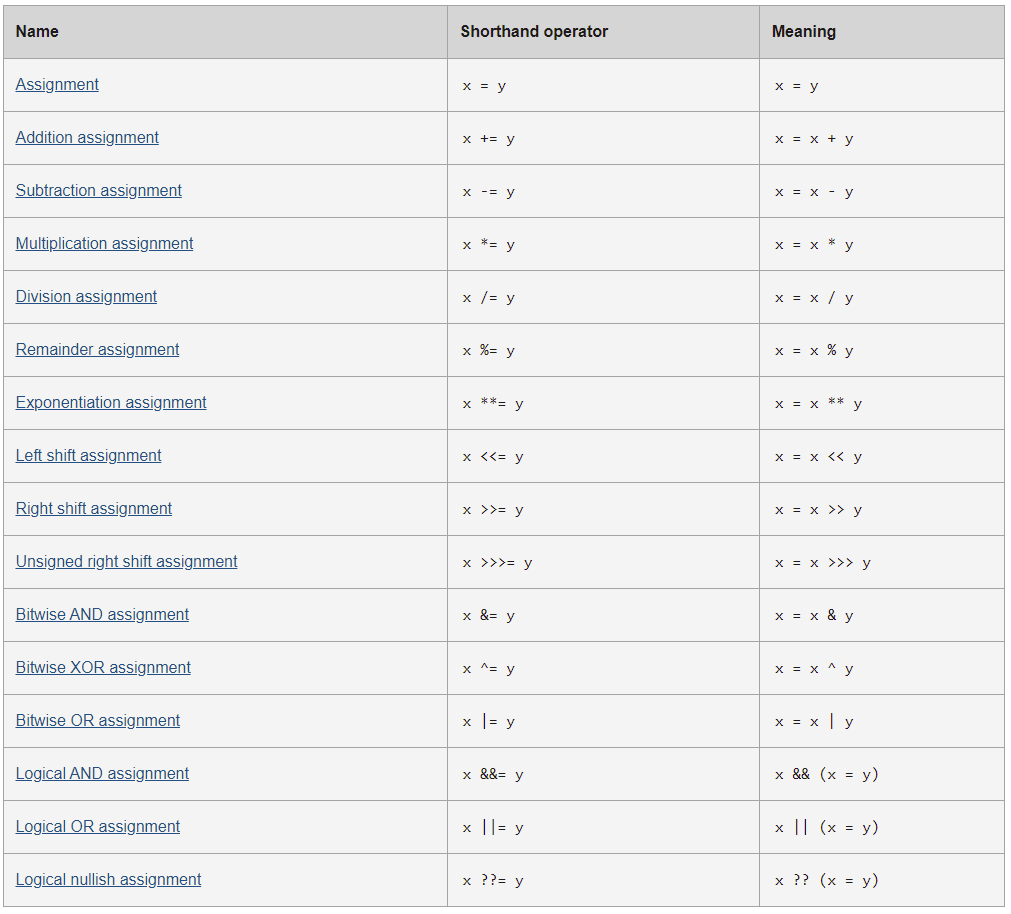 Name Shorthand operator Meaning
Assignment x = y x = y
Addition assignment x += y x = x + y
Subtraction assignment x -= y x = x - y
Multiplication assignment x *= y x = x * y
Division assignment x /= y x = x / y
Remainder assignment x %= y x = x % y
Exponentiation assignment x **= y x = x ** y
Left shift assignment x <<= y x = x << y
Right shift assignment x >>= y x = x >> y
Unsigned right shift assignment x >>>= y x = x >>> y
Bitwise AND assignment x &= y x = x & y
Bitwise XOR assignment x ^= y x = x ^ y
Bitwise OR assignment x |= y x = x | y
Logical AND assignment x &&= y x && (x = y)
Logical OR assignment x ||= y x || (x = y)
Logical nullish assignment x ??= y x ?? (x = y)